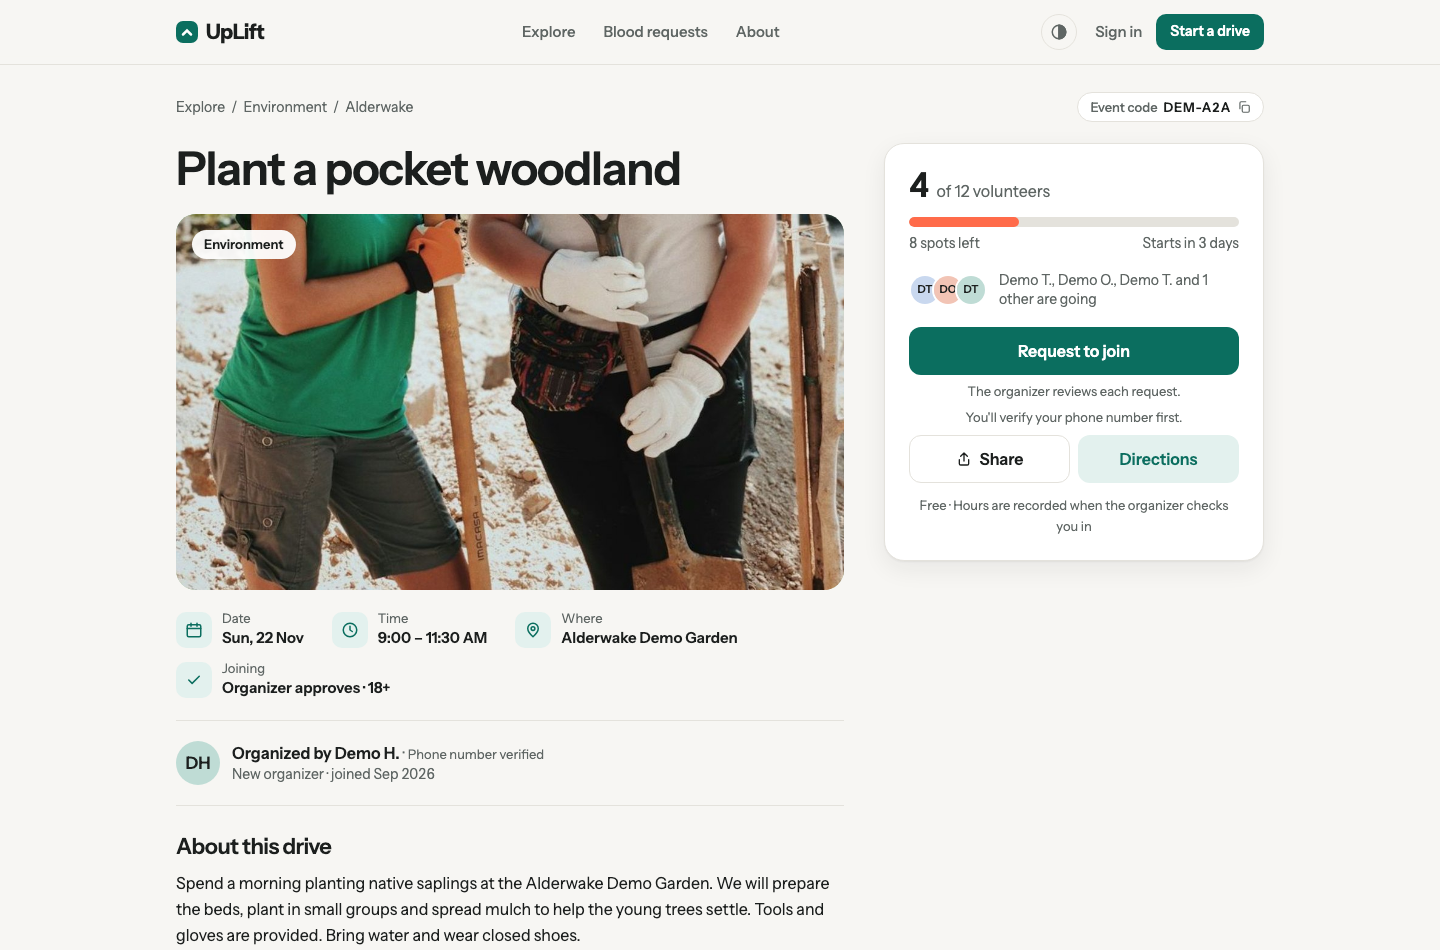 UpLift
Explore
Blood requests
About
Sign in
Start a drive
Explore / Environment / Alderwake
Event code DEM-A2A
Plant a pocket woodland
Environment
IMACASA
4 of 12 volunteers
8 spots left
Starts in 3 days
DT
DO
DT
Demo T., Demo O., Demo T. and 1
other are going
Request to join
The organizer reviews each request.
You'll verify your phone number first.
Share
Directions
Free · Hours are recorded when the organizer checks
you in
Date
Sun, 22 Nov
Time
9:00 – 11:30 AM
Where
Alderwake Demo Garden
Joining
Organizer approves · 18+
DH
Organized by Demo H. · Phone number verified
New organizer · joined Sep 2026
About this drive
Spend a morning planting native saplings at the Alderwake Demo Garden. We will prepare
the beds, plant in small groups and spread mulch to help the young trees settle. Tools and
gloves are provided. Bring water and wear closed shoes.